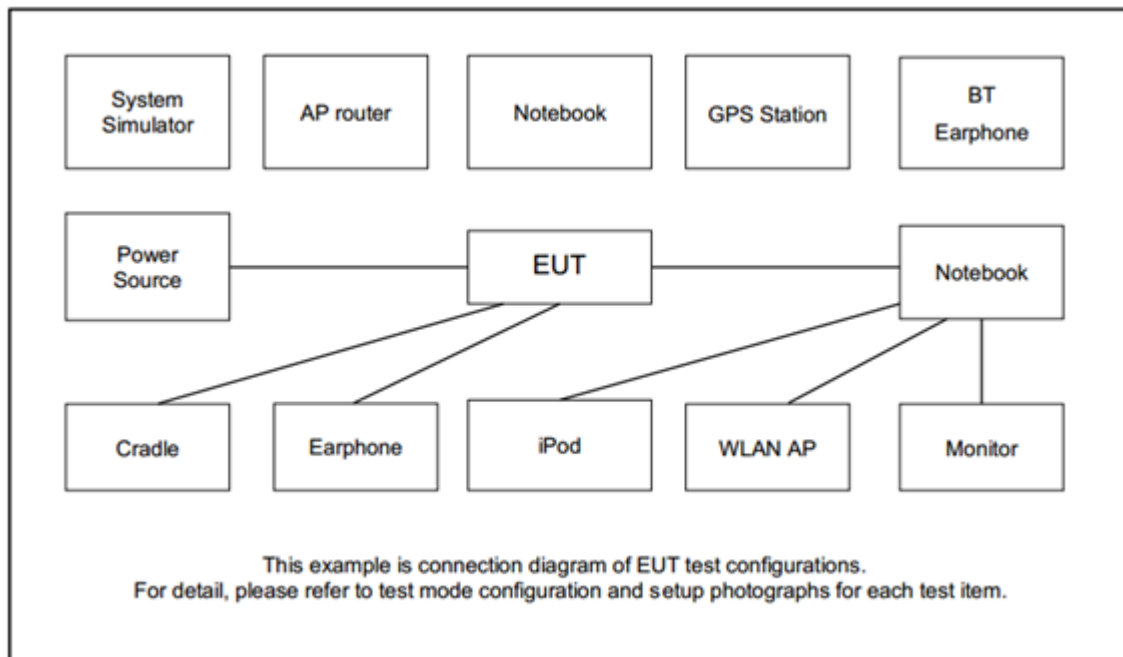 System
Simulator
AP router
Notebook
GPS Station
BT
Earphone
Power
Source
EUT
Notebook
Cradle
Earphone
iPod
WLAN AP
Monitor
This example is connection diagram of EUT test configurations.
For detail, please refer to test mode configuration and setup photographs for each test item.